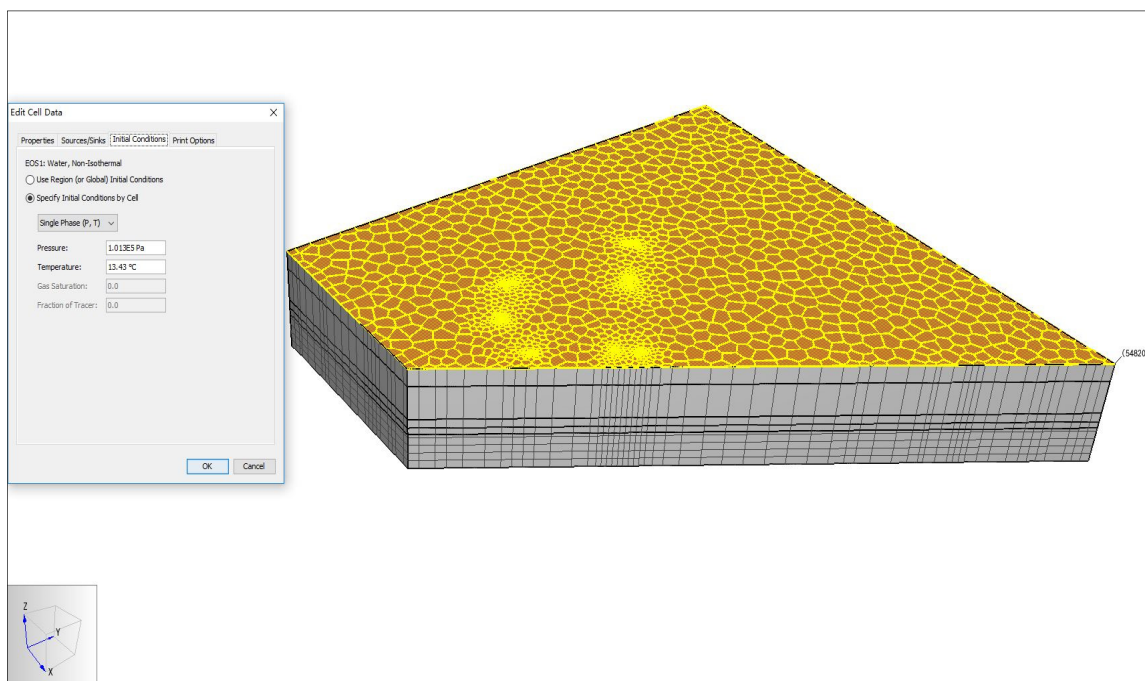 Edit Cell Data
Properties Sources/Sinks Initial Conditions Print Options
EOS1: Water, Non-Isothermal
Use Region (or Global) Initial Conditions
Specify Initial Conditions by Cell
Single Phase (P, T)
Pressure: 1.013E5 Pa
Temperature: 13.43 °C
Gas Saturation: 0.0
Fraction of Tracer: 0.0
OK Cancel
(54820
Z
Y
X